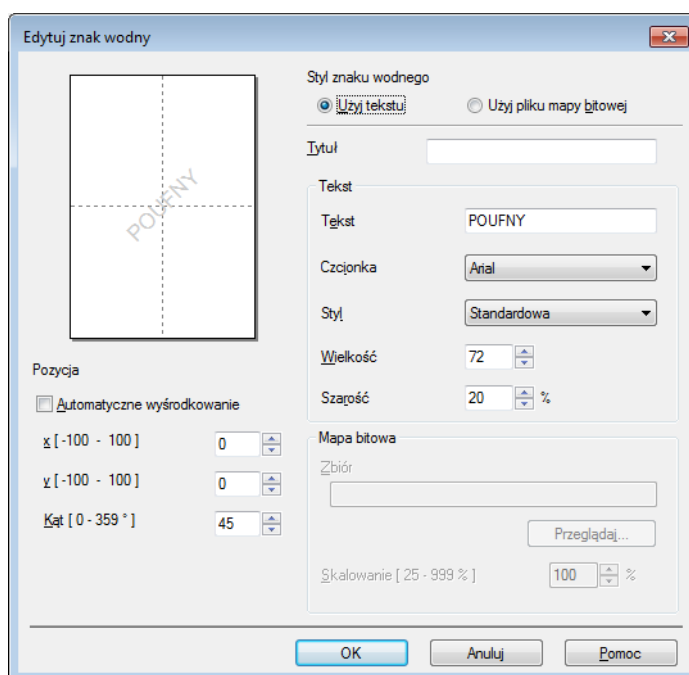 Edytuj znak wodny
POUFNY
Pozycja
Automatyczne wyśrodkowanie
x [ -100 - 100 ] 0
y [ -100 - 100 ] 0
Kąt [ 0 - 359 ° ] 45
Styl znaku wodnego
Użyj tekstu Użyj pliku mapy bitowej
Tytuł
Tekst
Tekst POUFNY
Czcionka Arial
Styl Standardowa
Wielkość 72
Szarość 20 %
Mapa bitowa
Zbiór
Przeglądaj...
Skalowanie [ 25 - 999 % ] 100 %
OK Anuluj Pomoc